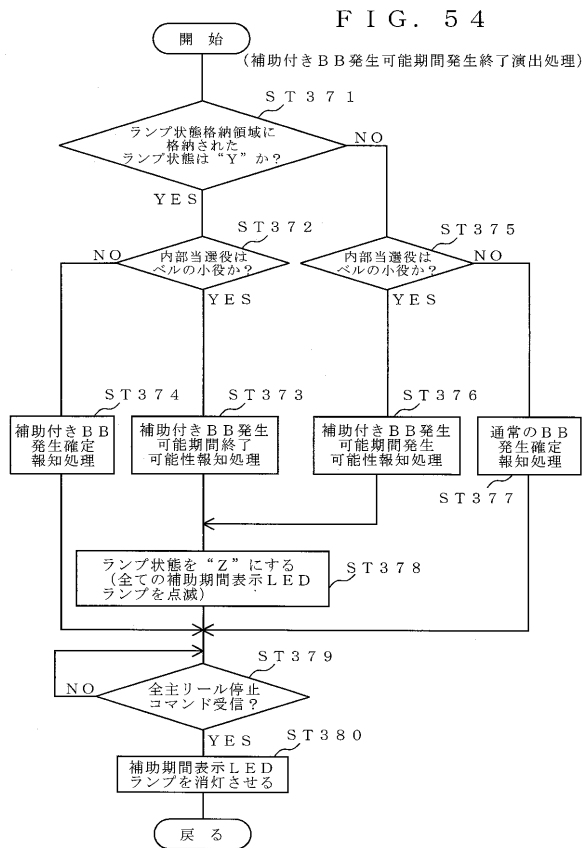 ＦＩＧ．５４
開始
（補助付きＢＢ発生可能期間発生終了演出処理）
ＳＴ３７１
ランプ状態格納領域に
格納された
ランプ状態は“Ｙ”か？
ＮＯ
ＹＥＳ
ＳＴ３７２
ＮＯ
内部当選役は
ベルの小役か？
ＹＥＳ
ＳＴ３７５
内部当選役は
ベルの小役か？
ＮＯ
ＹＥＳ
ＳＴ３７４
補助付きＢＢ
発生確定
報知処理
ＳＴ３７３
補助付きＢＢ発生
可能期間終了
可能性報知処理
ＳＴ３７６
補助付きＢＢ発生
可能期間発生
可能性報知処理
通常のＢＢ
発生確定
報知処理
ＳＴ３７７
ランプ状態を“Ｚ”にする
（全ての補助期間表示ＬＥＤ
ランプを点滅）
ＳＴ３７８
ＳＴ３７９
ＮＯ
全主リール停止
コマンド受信？
ＹＥＳ
ＳＴ３８０
補助期間表示ＬＥＤ
ランプを消灯させる
戻る